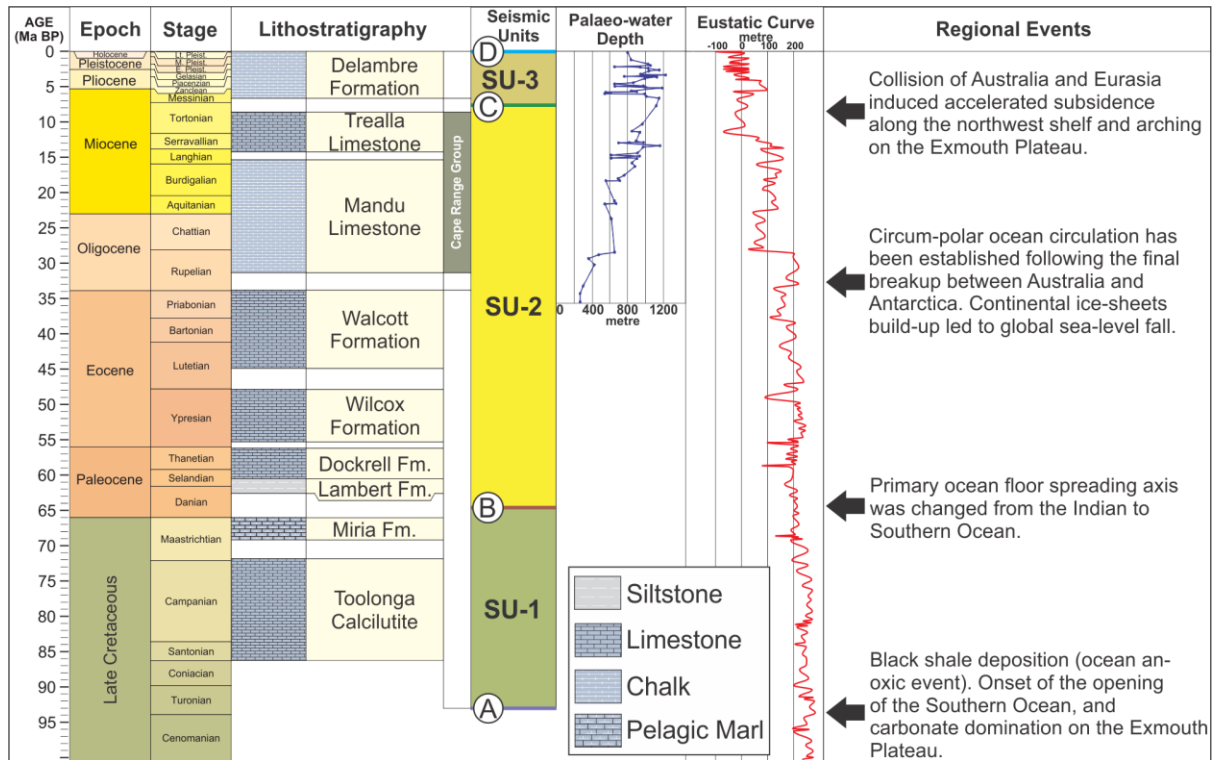 AGE
(Ma BP)
Epoch
Stage
Lithostratigraphy
Seismic
Units
Palaeo-water
Depth
Eustatic Curve
metre
-100 0 100 200
Regional Events
0
5
10
15
20
25
30
35
40
45
50
55
60
65
70
75
80
85
90
95
Holocene
Pleistocene
Pliocene
Miocene
Oligocene
Eocene
Paleocene
Late Cretaceous
Lt. Pleist.
M. Pleist.
E. Pleist.
Gelasian
Piacenzian
Zanclean
Messinian
Tortonian
Serravallian
Langhian
Burdigalian
Aquitanian
Chattian
Rupelian
Priabonian
Bartonian
Lutetian
Ypresian
Thanetian
Selandian
Danian
Maastrichtian
Campanian
Santonian
Coniacian
Turonian
Cenomanian
Delambre
Formation
Trealla
Limestone
Mandu
Limestone
Cape Range Group
Walcott
Formation
Wilcox
Formation
Dockrell Fm.
Lambert Fm.
Miria Fm.
Toolonga
Calcilutite
D
SU-3
C
SU-2
B
SU-1
A
0 400 800 1200
metre
Siltstone
Limestone
Chalk
Pelagic Marl
Collision of Australia and Eurasia
induced accelerated subsidence
along the northwest shelf and arching
on the Exmouth Plateau.
Circum-polar ocean circulation has
been established following the final
breakup between Australia and
Antarctica. Continental ice-sheets
build-up led to global sea-level fall.
Primary ocean floor spreading axis
was changed from the Indian to
Southern Ocean.
Black shale deposition (ocean an-
oxic event). Onset of the opening
of the Southern Ocean, and
carbonate domination on the Exmouth
Plateau.